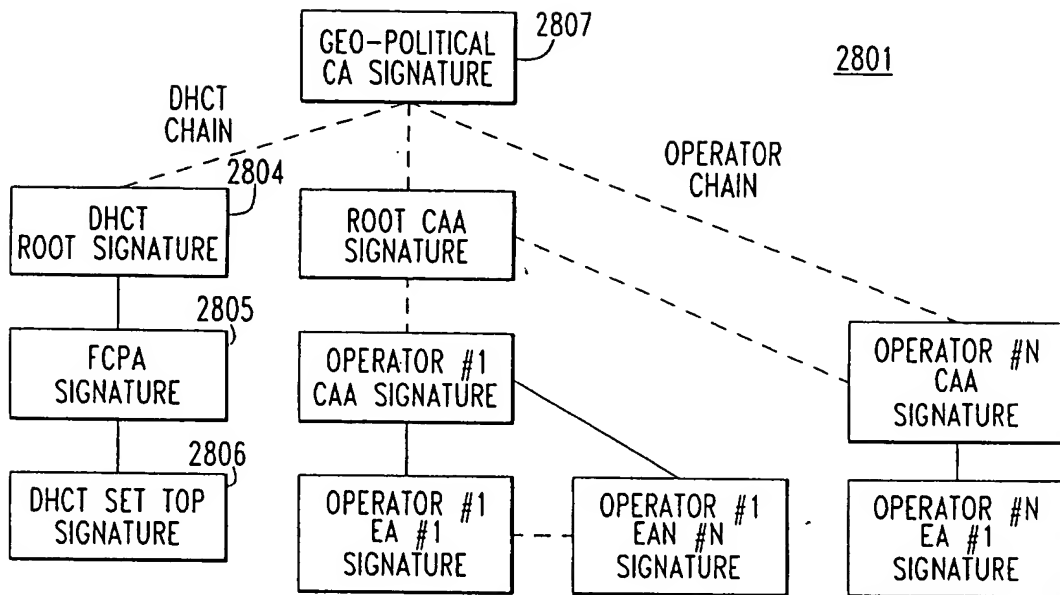 GEO-POLITICAL
CA SIGNATURE
2807
2801
DHCT
CHAIN
OPERATOR
CHAIN
2804
DHCT
ROOT SIGNATURE
ROOT CAA
SIGNATURE
2805
FCPA
SIGNATURE
OPERATOR #1
CAA SIGNATURE
OPERATOR #N
CAA
SIGNATURE
2806
DHCT SET TOP
SIGNATURE
OPERATOR #1
EA #1
SIGNATURE
OPERATOR #1
EAN #N
SIGNATURE
OPERATOR #N
EA #1
SIGNATURE